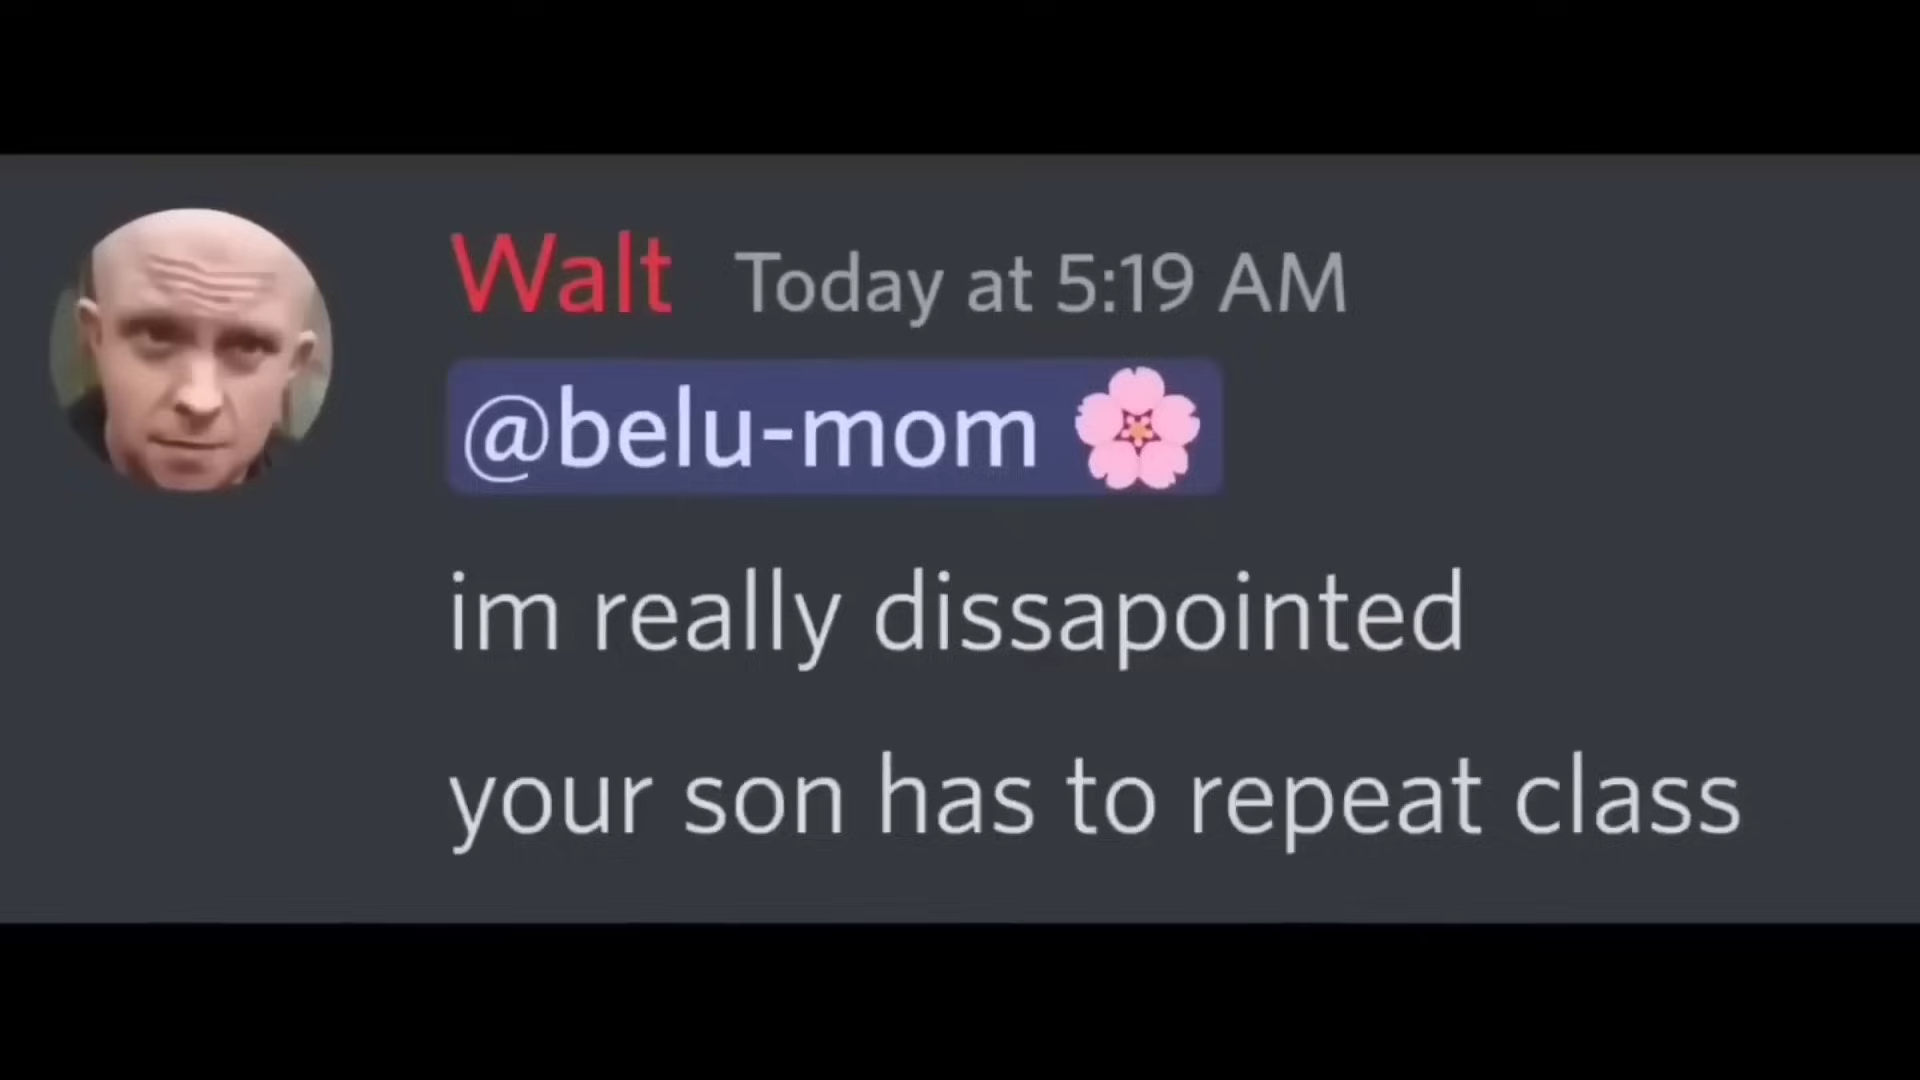 Walt Today at 5:19 AM
@belu-mom 🌸
im really dissapointed
your son has to repeat class